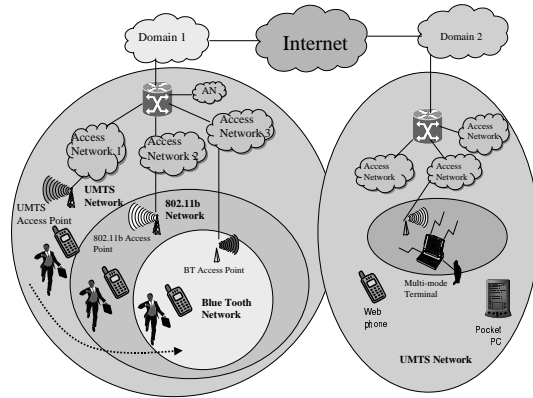 Domain 1
Internet
Domain 2
AN
Access
Network 1
Access
Network 2
Access
Network 3
Access
Network
Access
Network
Access
Network
UMTS
Access Point
UMTS
Network
802.11b
Network
802.11b Access
Point
BT Access Point
Blue Tooth
Network
Multi-mode
Terminal
Web
phone
Pocket
PC
UMTS Network